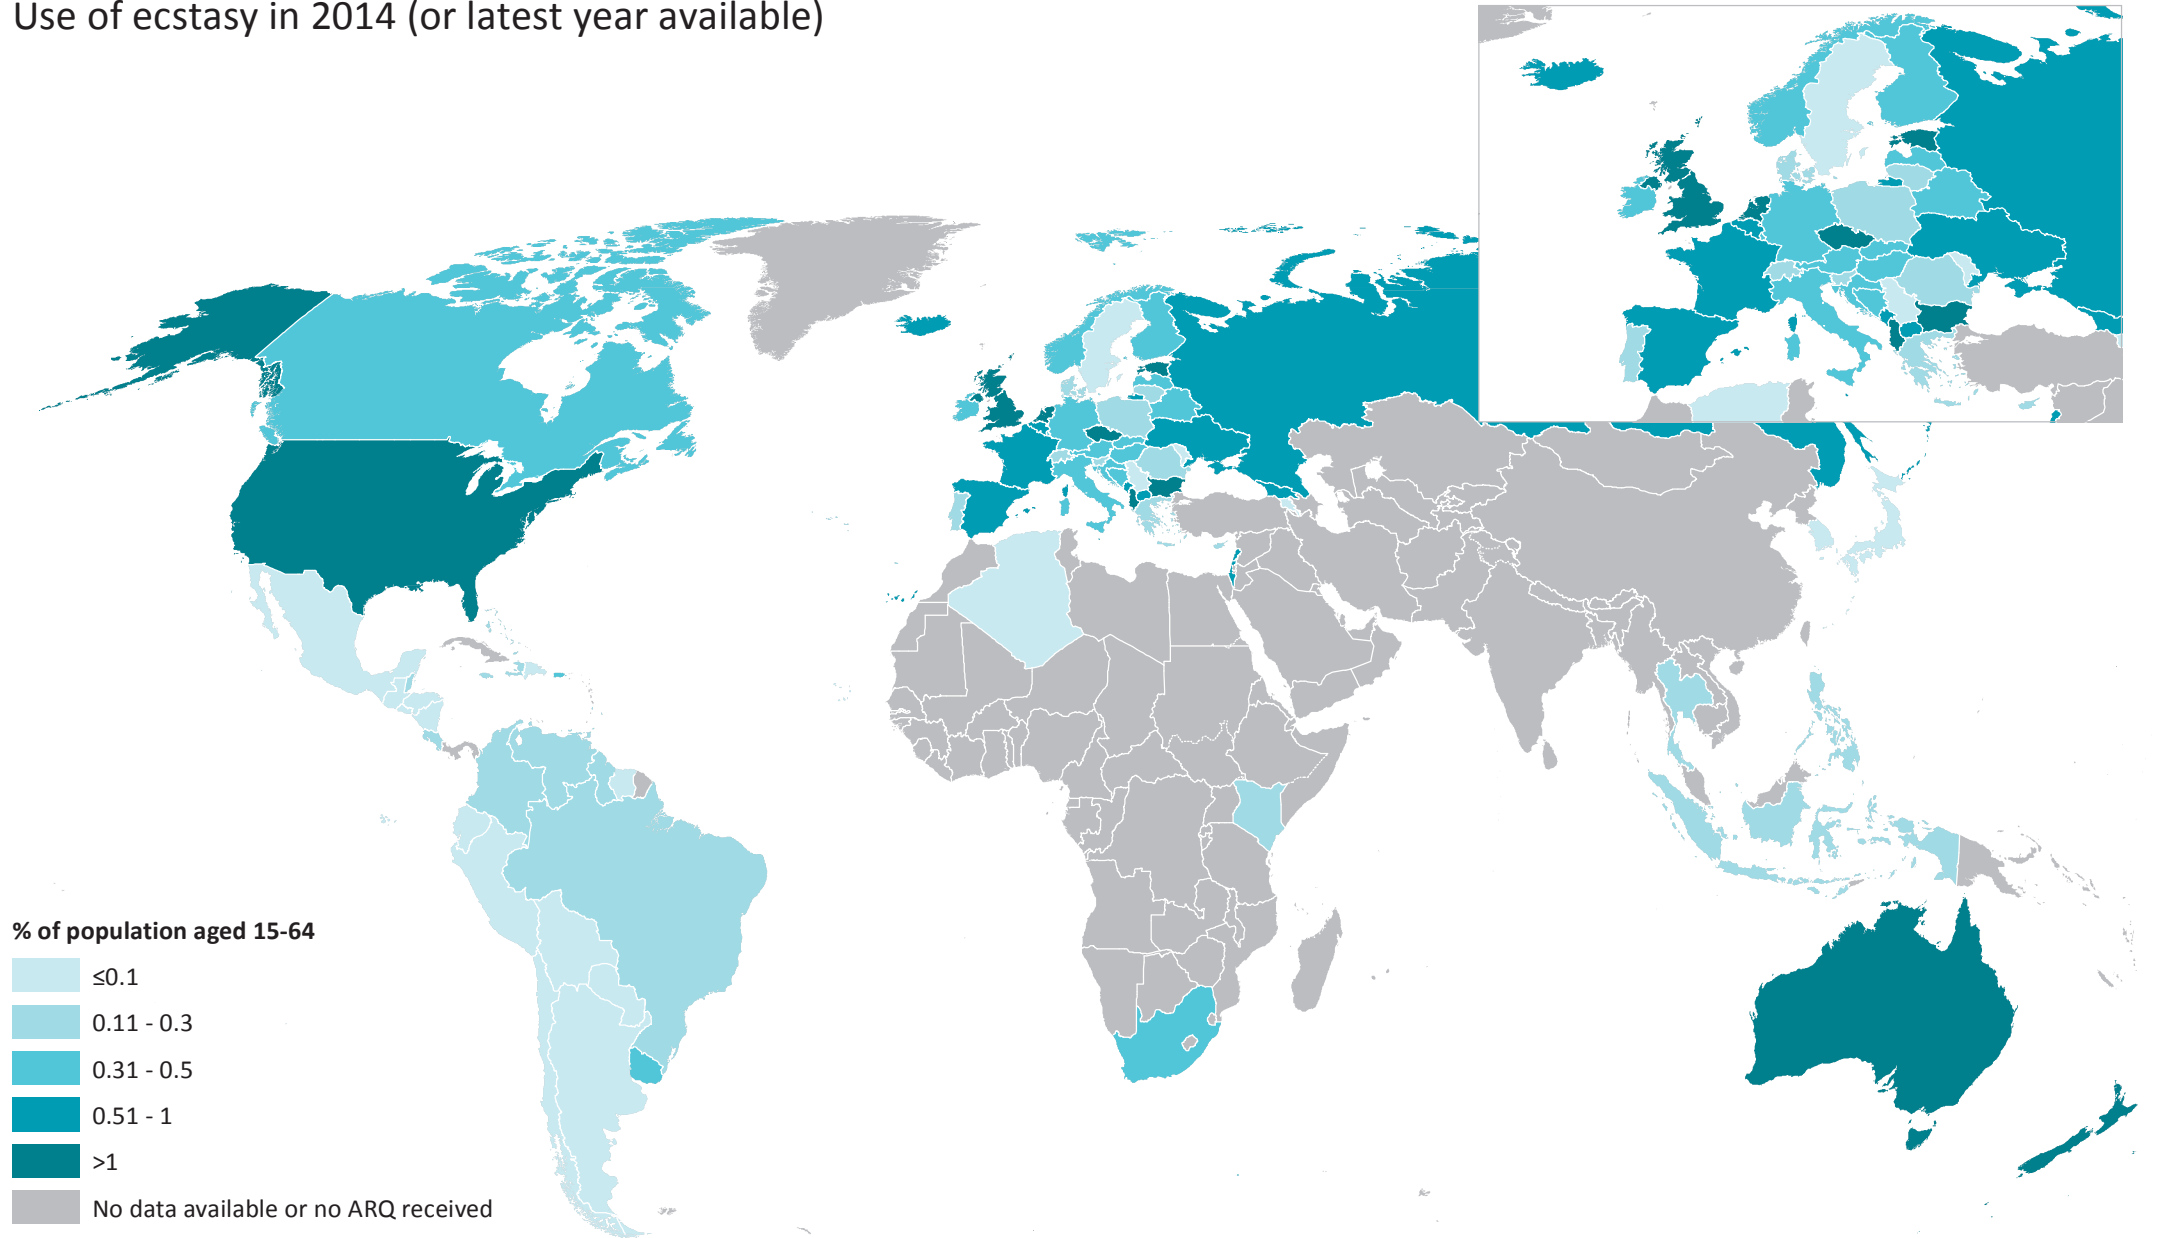 Use of ecstasy in 2014 (or latest year available)
% of population aged 15-64
≤0.1
0.11 - 0.3
0.31 - 0.5
0.51 - 1
>1
No data available or no ARQ received